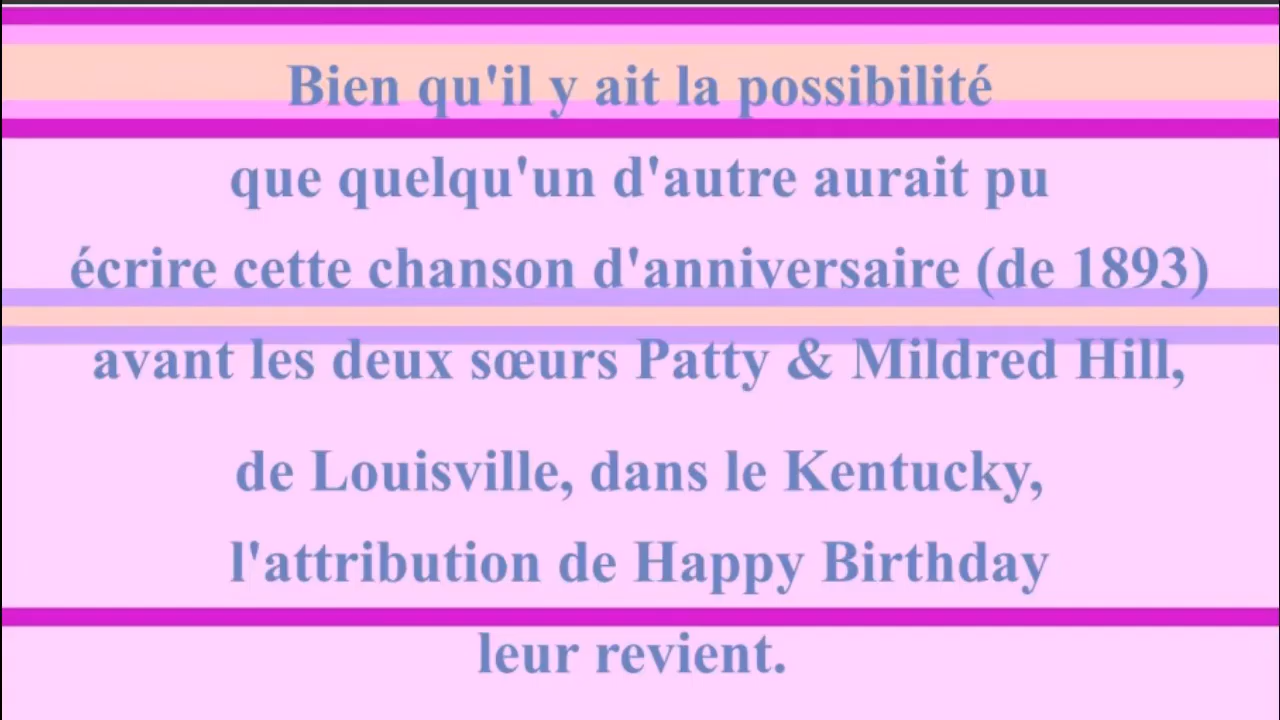 Bien qu'il y ait la possibilité
que quelqu'un d'autre aurait pu
écrire cette chanson d'anniversaire (de 1893)
avant les deux sœurs Patty & Mildred Hill,
de Louisville, dans le Kentucky,
l'attribution de Happy Birthday
leur revient.